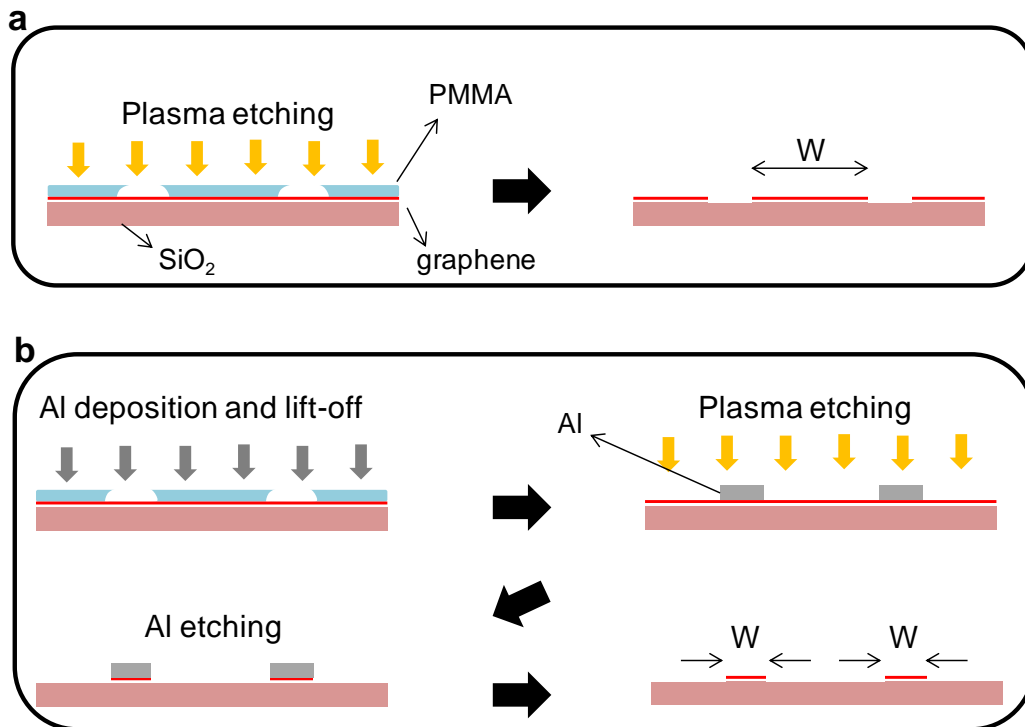 a
PMMA
Plasma etching
W
SiO₂
graphene
b
Al deposition and lift-off
Plasma etching
Al
Al etching
W
W